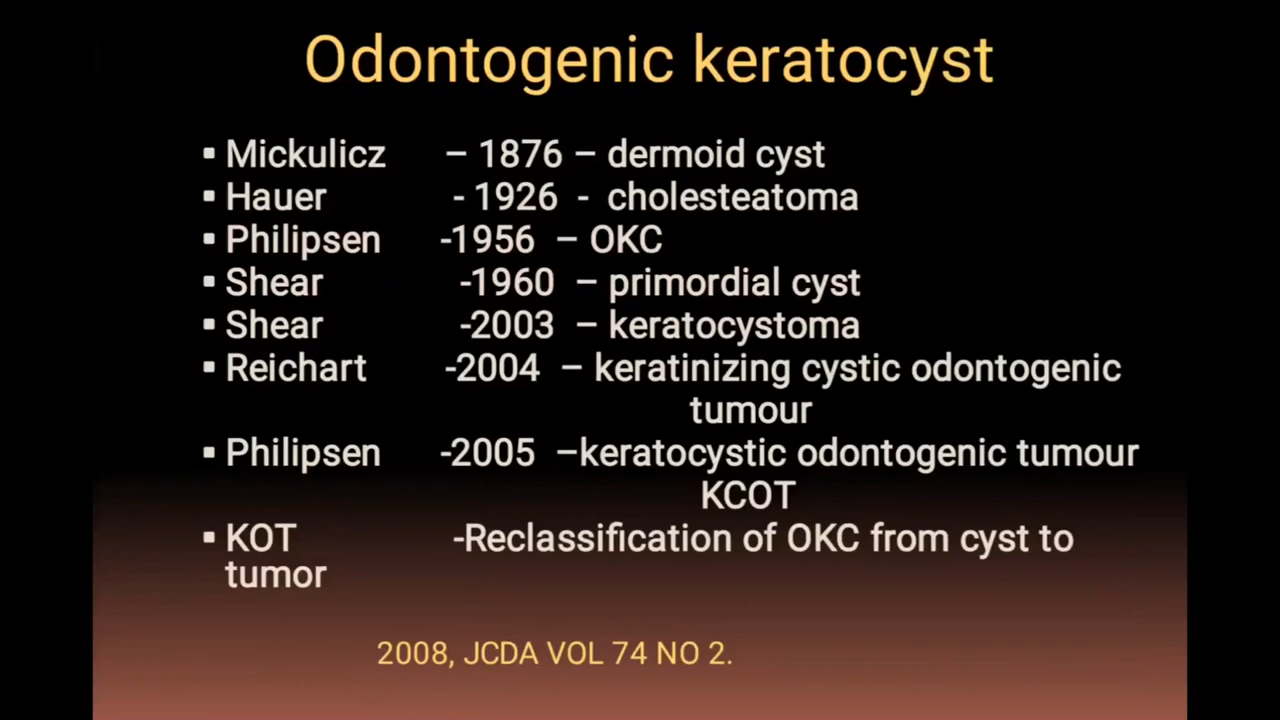 Odontogenic keratocyst
▪ Mickulicz – 1876 – dermoid cyst
▪ Hauer - 1926 - cholesteatoma
▪ Philipsen -1956 – OKC
▪ Shear -1960 – primordial cyst
▪ Shear -2003 – keratocystoma
▪ Reichart -2004 – keratinizing cystic odontogenic
tumour
▪ Philipsen -2005 –keratocystic odontogenic tumour
KCOT
▪ KOT -Reclassification of OKC from cyst to
tumor
2008, JCDA VOL 74 NO 2.